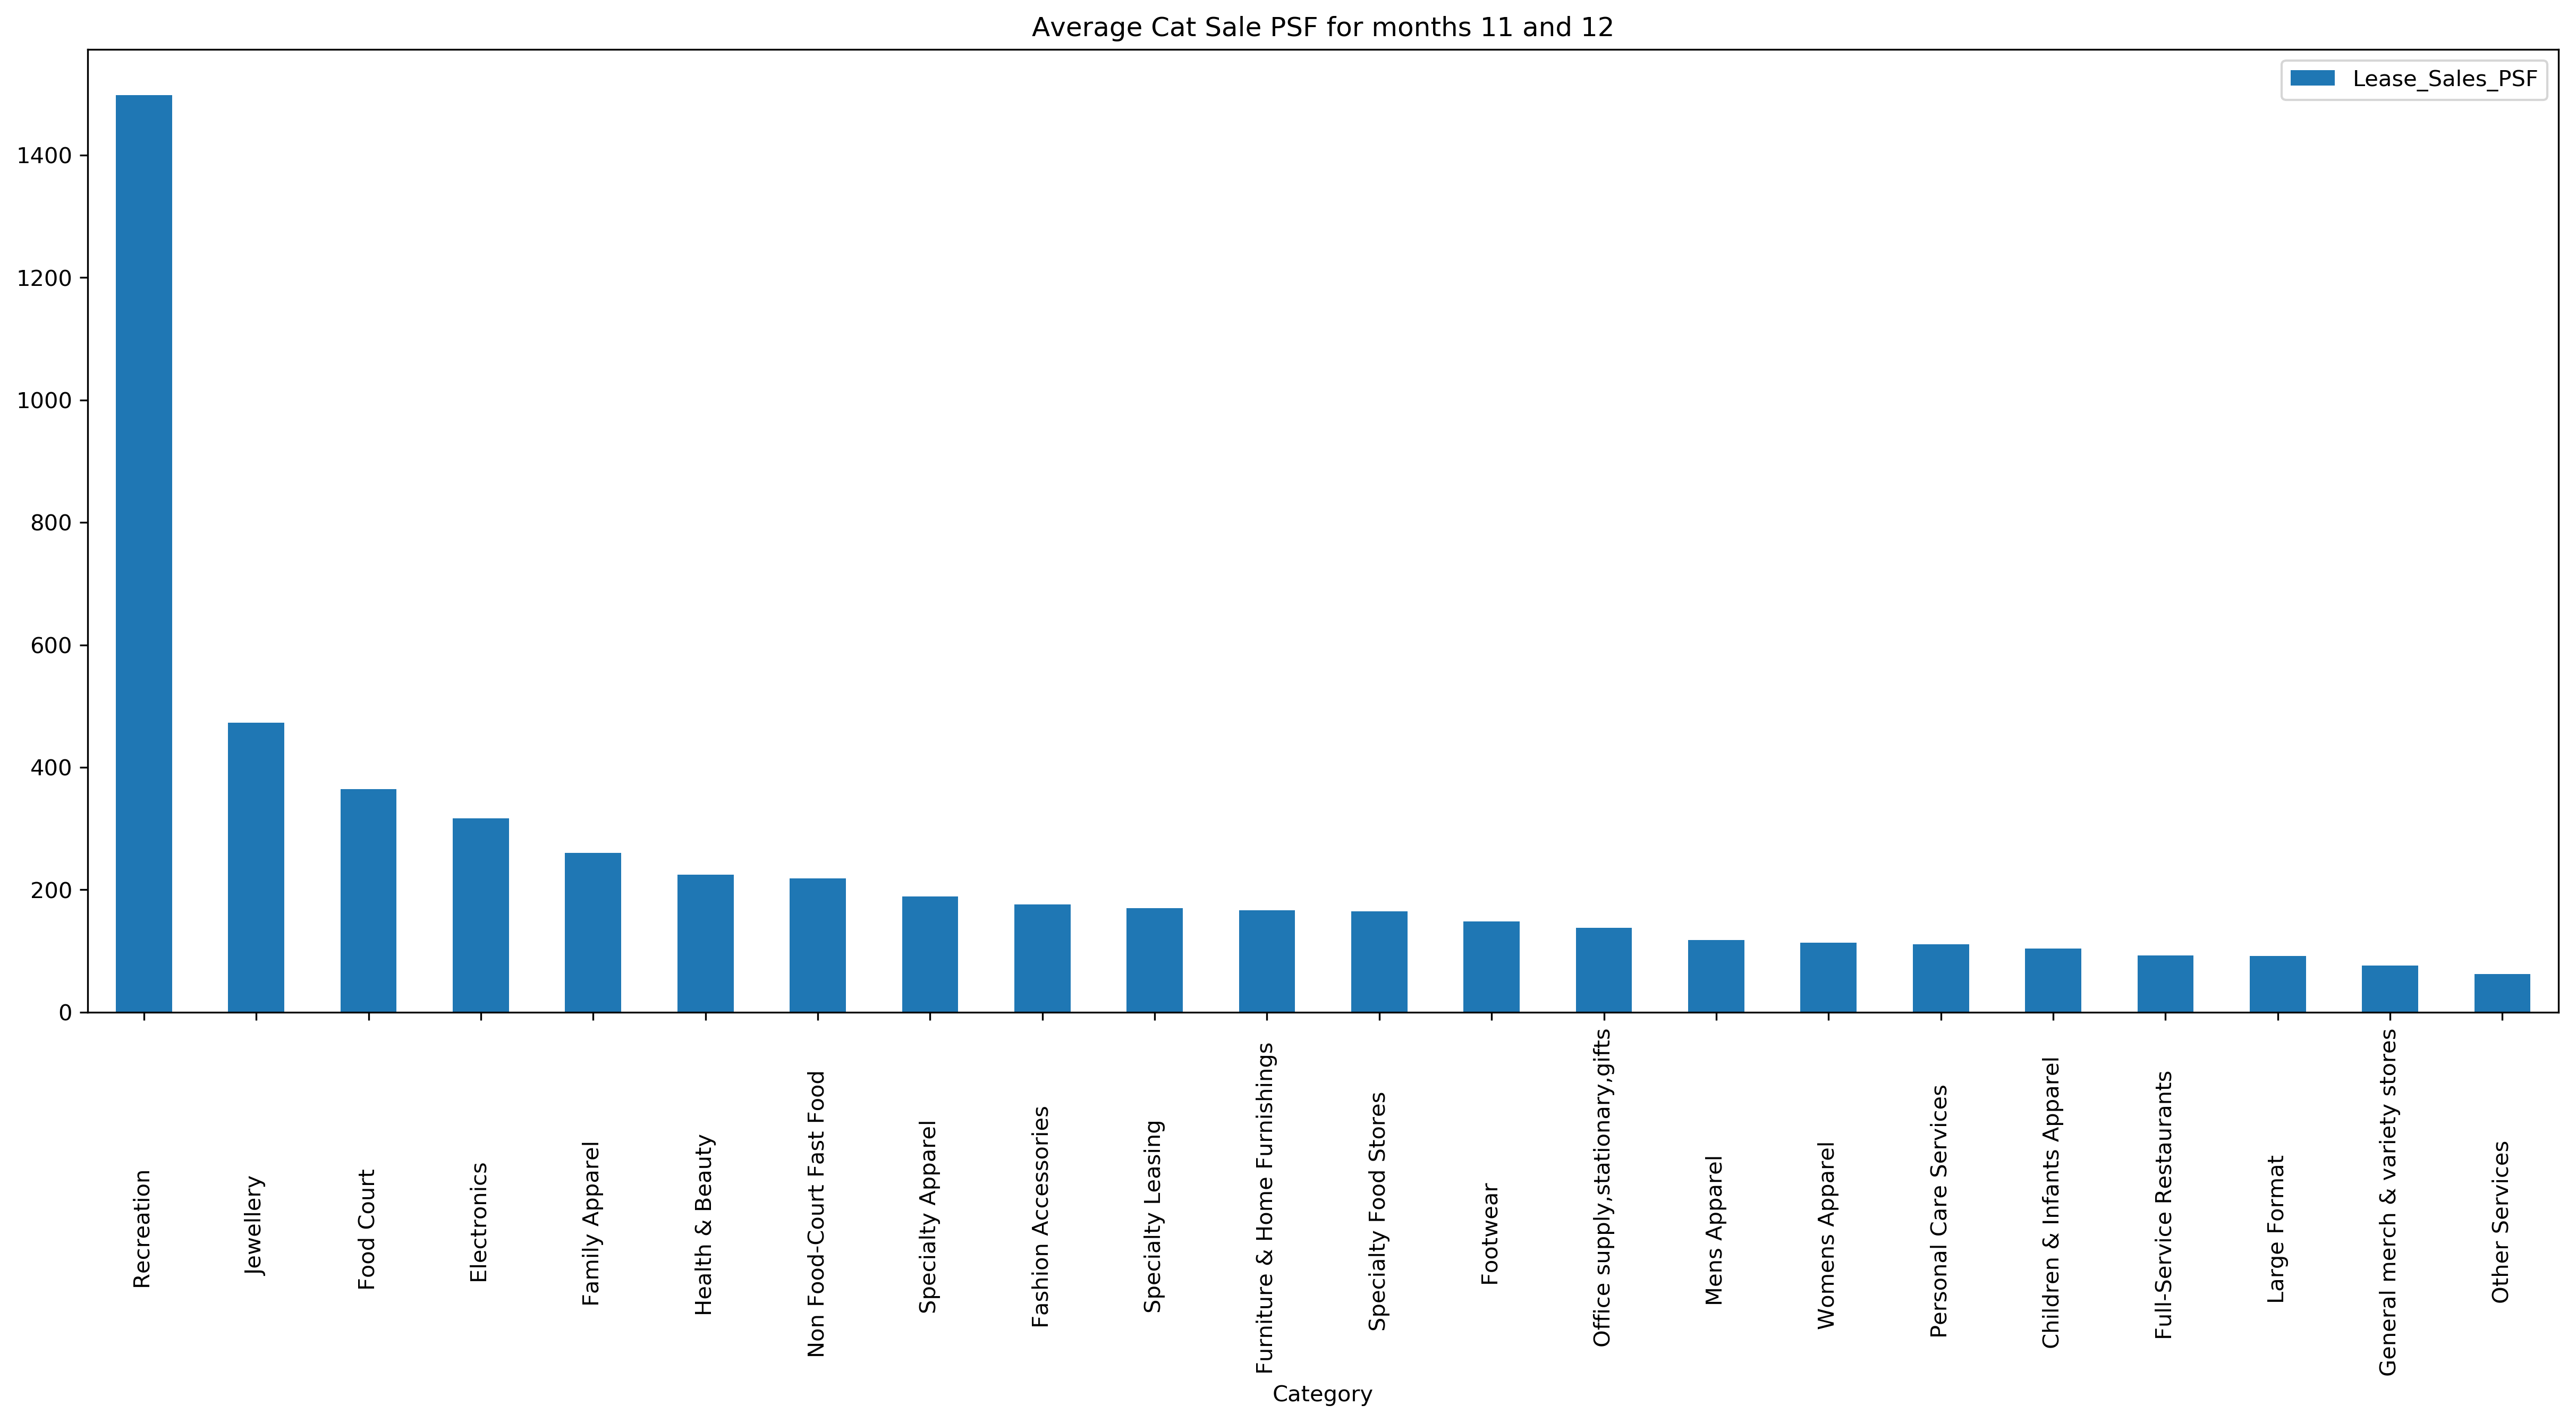 Average Cat Sale PSF for months 11 and 12
Lease_Sales_PSF
1400
1200
1000
800
600
400
200
0
Recreation
Jewellery
Food Court
Electronics
Family Apparel
Health & Beauty
Non Food-Court Fast Food
Specialty Apparel
Fashion Accessories
Specialty Leasing
Furniture & Home Furnishings
Specialty Food Stores
Footwear
Office supply,stationary,gifts
Mens Apparel
Womens Apparel
Personal Care Services
Children & Infants Apparel
Full-Service Restaurants
Large Format
General merch & variety stores
Other Services
Category